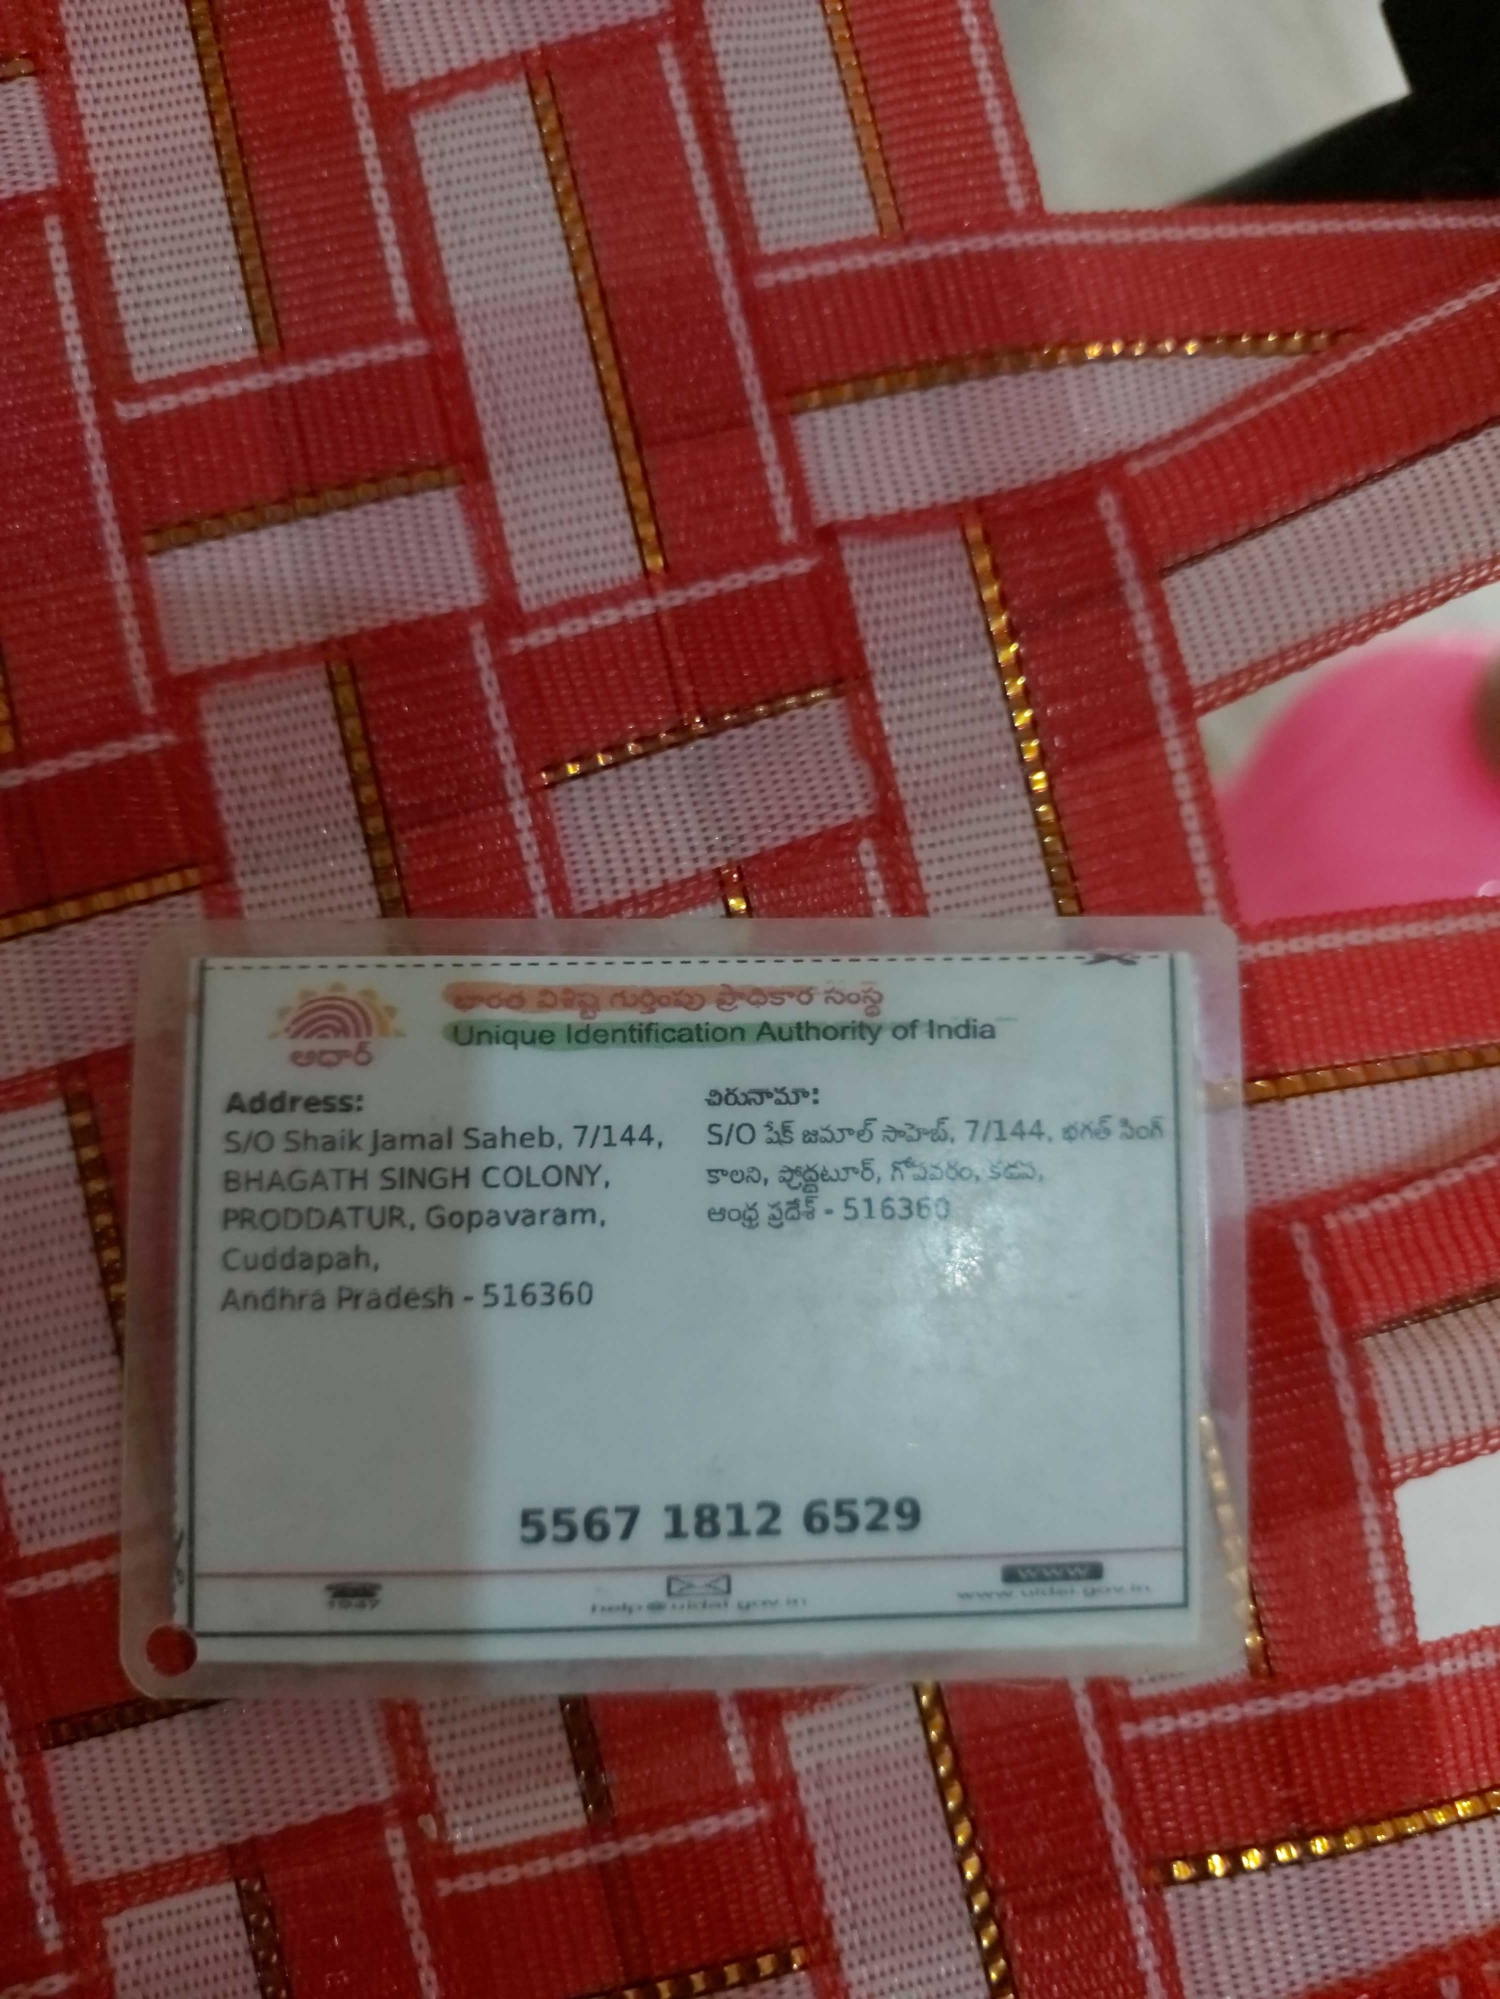 భారత విశిష్ట గుర్తింపు ప్రాధికార సంస్థ
Unique Identification Authority of India
ఆధార్
Address:
S/O Shaik Jamal Saheb, 7/144,
BHAGATH SINGH COLONY,
PRODDATUR, Gopavaram,
Cuddapah,
Andhra Pradesh - 516360
చిరునామా:
S/O షేక్ జమాల్ సాహెబ్, 7/144, భగత్ సింగ్
కాలని, ప్రోద్దటూర్, గోపవరం, కడప,
ఆంధ్ర ప్రదేశ్ - 516360
5567 1812 6529
1947
help@uidai.gov.in
www
www.uidai.gov.in